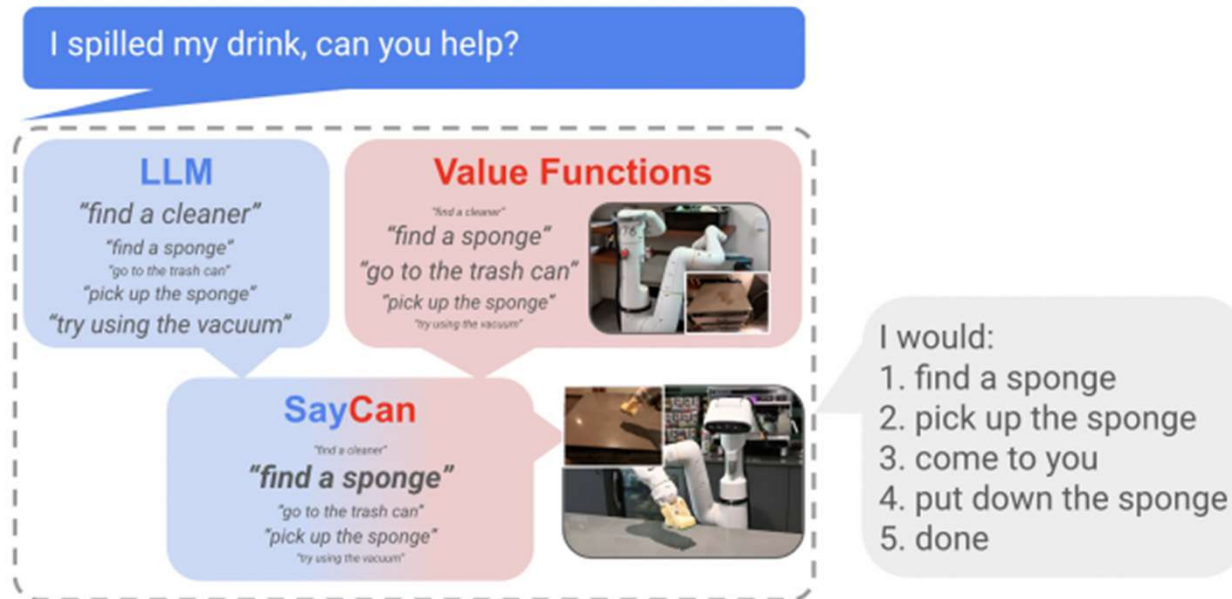 I spilled my drink, can you help?
LLM
“find a cleaner”
“find a sponge”
“go to the trash can”
“pick up the sponge”
“try using the vacuum”
Value Functions
“find a cleaner”
“find a sponge”
“go to the trash can”
“pick up the sponge”
“try using the vacuum”
SayCan
“find a cleaner”
“find a sponge”
“go to the trash can”
“pick up the sponge”
“try using the vacuum”
I would:
1. find a sponge
2. pick up the sponge
3. come to you
4. put down the sponge
5. done